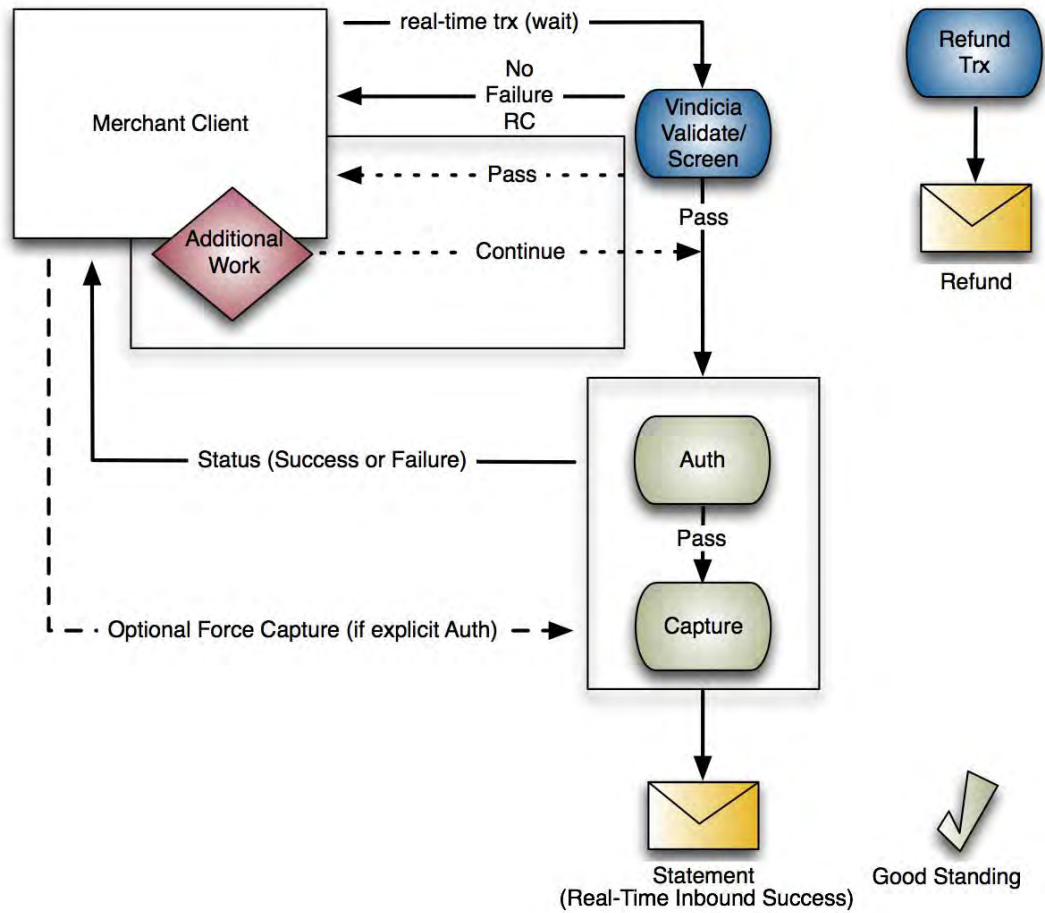 real-time trx (wait)
No
Failure
RC
Merchant Client
Vindicia
Validate/
Screen
Refund
Trx
Pass
Pass
Additional
Work
Continue
Refund
Status (Success or Failure)
Auth
Pass
Optional Force Capture (if explicit Auth)
Capture
Statement
(Real-Time Inbound Success)
Good Standing